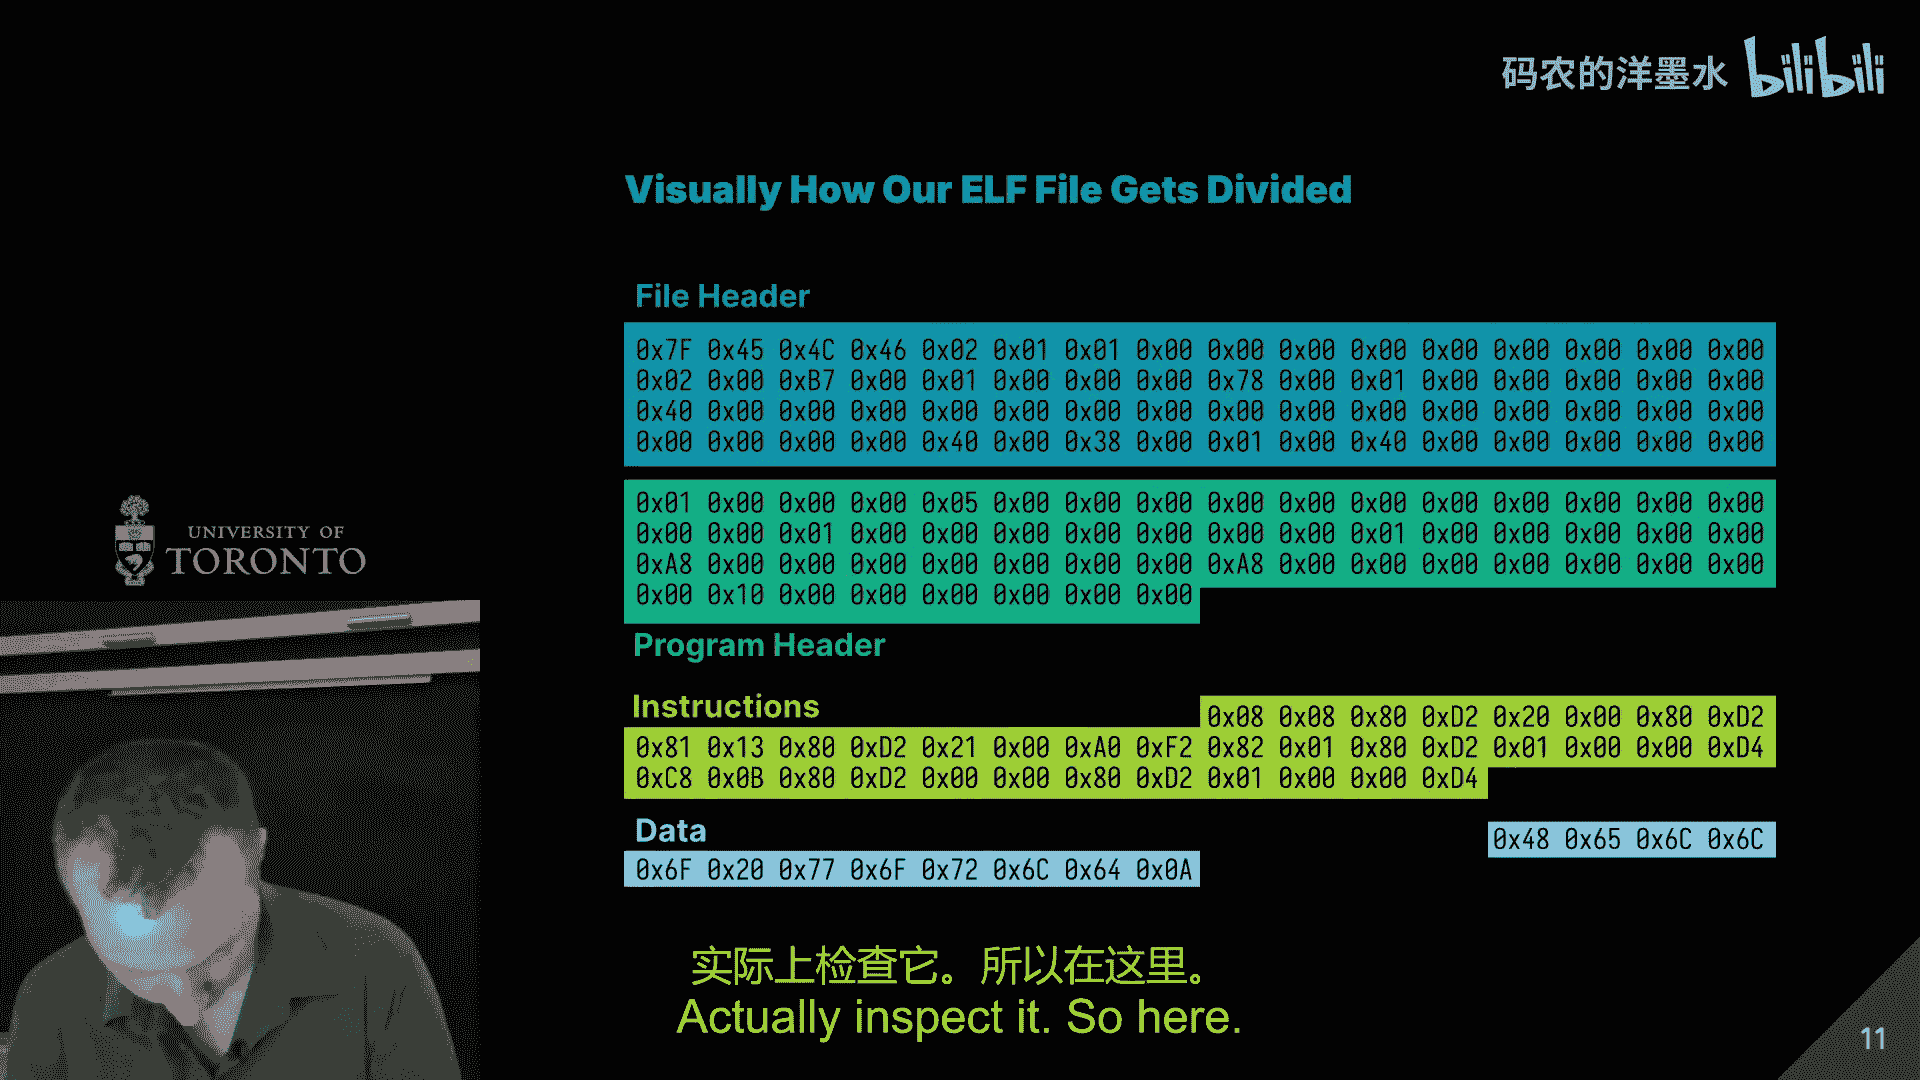 码农的洋墨水 bilibili
Visually How Our ELF File Gets Divided
File Header
0x7F 0x45 0x4C 0x46 0x02 0x01 0x01 0x00 0x00 0x00 0x00 0x00 0x00 0x00 0x00 0x00
0x02 0x00 0xB7 0x00 0x01 0x00 0x00 0x00 0x78 0x00 0x01 0x00 0x00 0x00 0x00 0x00
0x40 0x00 0x00 0x00 0x00 0x00 0x00 0x00 0x00 0x00 0x00 0x00 0x00 0x00 0x00 0x00
0x00 0x00 0x00 0x00 0x40 0x00 0x38 0x00 0x01 0x00 0x40 0x00 0x00 0x00 0x00 0x00
0x01 0x00 0x00 0x00 0x05 0x00 0x00 0x00 0x00 0x00 0x00 0x00 0x00 0x00 0x00 0x00
0x00 0x00 0x01 0x00 0x00 0x00 0x00 0x00 0x00 0x00 0x01 0x00 0x00 0x00 0x00 0x00
0xA8 0x00 0x00 0x00 0x00 0x00 0x00 0x00 0xA8 0x00 0x00 0x00 0x00 0x00 0x00 0x00
0x00 0x10 0x00 0x00 0x00 0x00 0x00 0x00
Program Header
Instructions
0x08 0x08 0x80 0xD2 0x20 0x00 0x80 0xD2
0x81 0x13 0x80 0xD2 0x21 0x00 0xA0 0xF2 0x82 0x01 0x80 0xD2 0x01 0x00 0x00 0xD4
0xC8 0x0B 0x80 0xD2 0x00 0x00 0x80 0xD2 0x01 0x00 0x00 0xD4
Data
0x48 0x65 0x6C 0x6C
0x6F 0x20 0x77 0x6F 0x72 0x6C 0x64 0x0A
UNIVERSITY OF
TORONTO
实际上检查它。所以在这里。
Actually inspect it. So here.
11